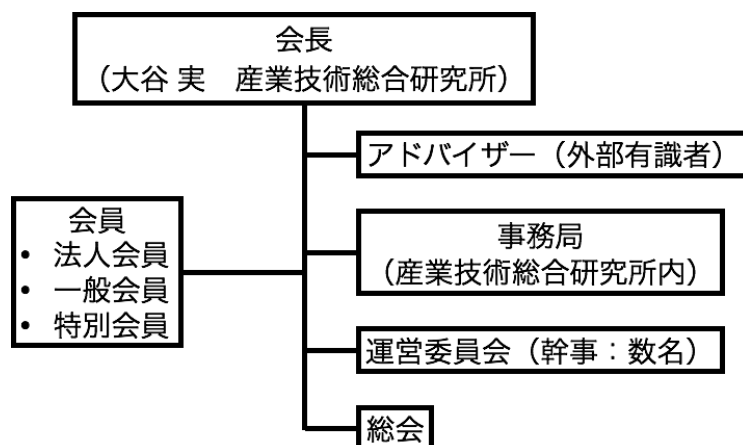 会長
（大谷 実　産業技術総合研究所）
アドバイザー（外部有識者）
会員
• 法人会員
• 一般会員
• 特別会員
事務局
（産業技術総合研究所内）
運営委員会（幹事：数名）
総会